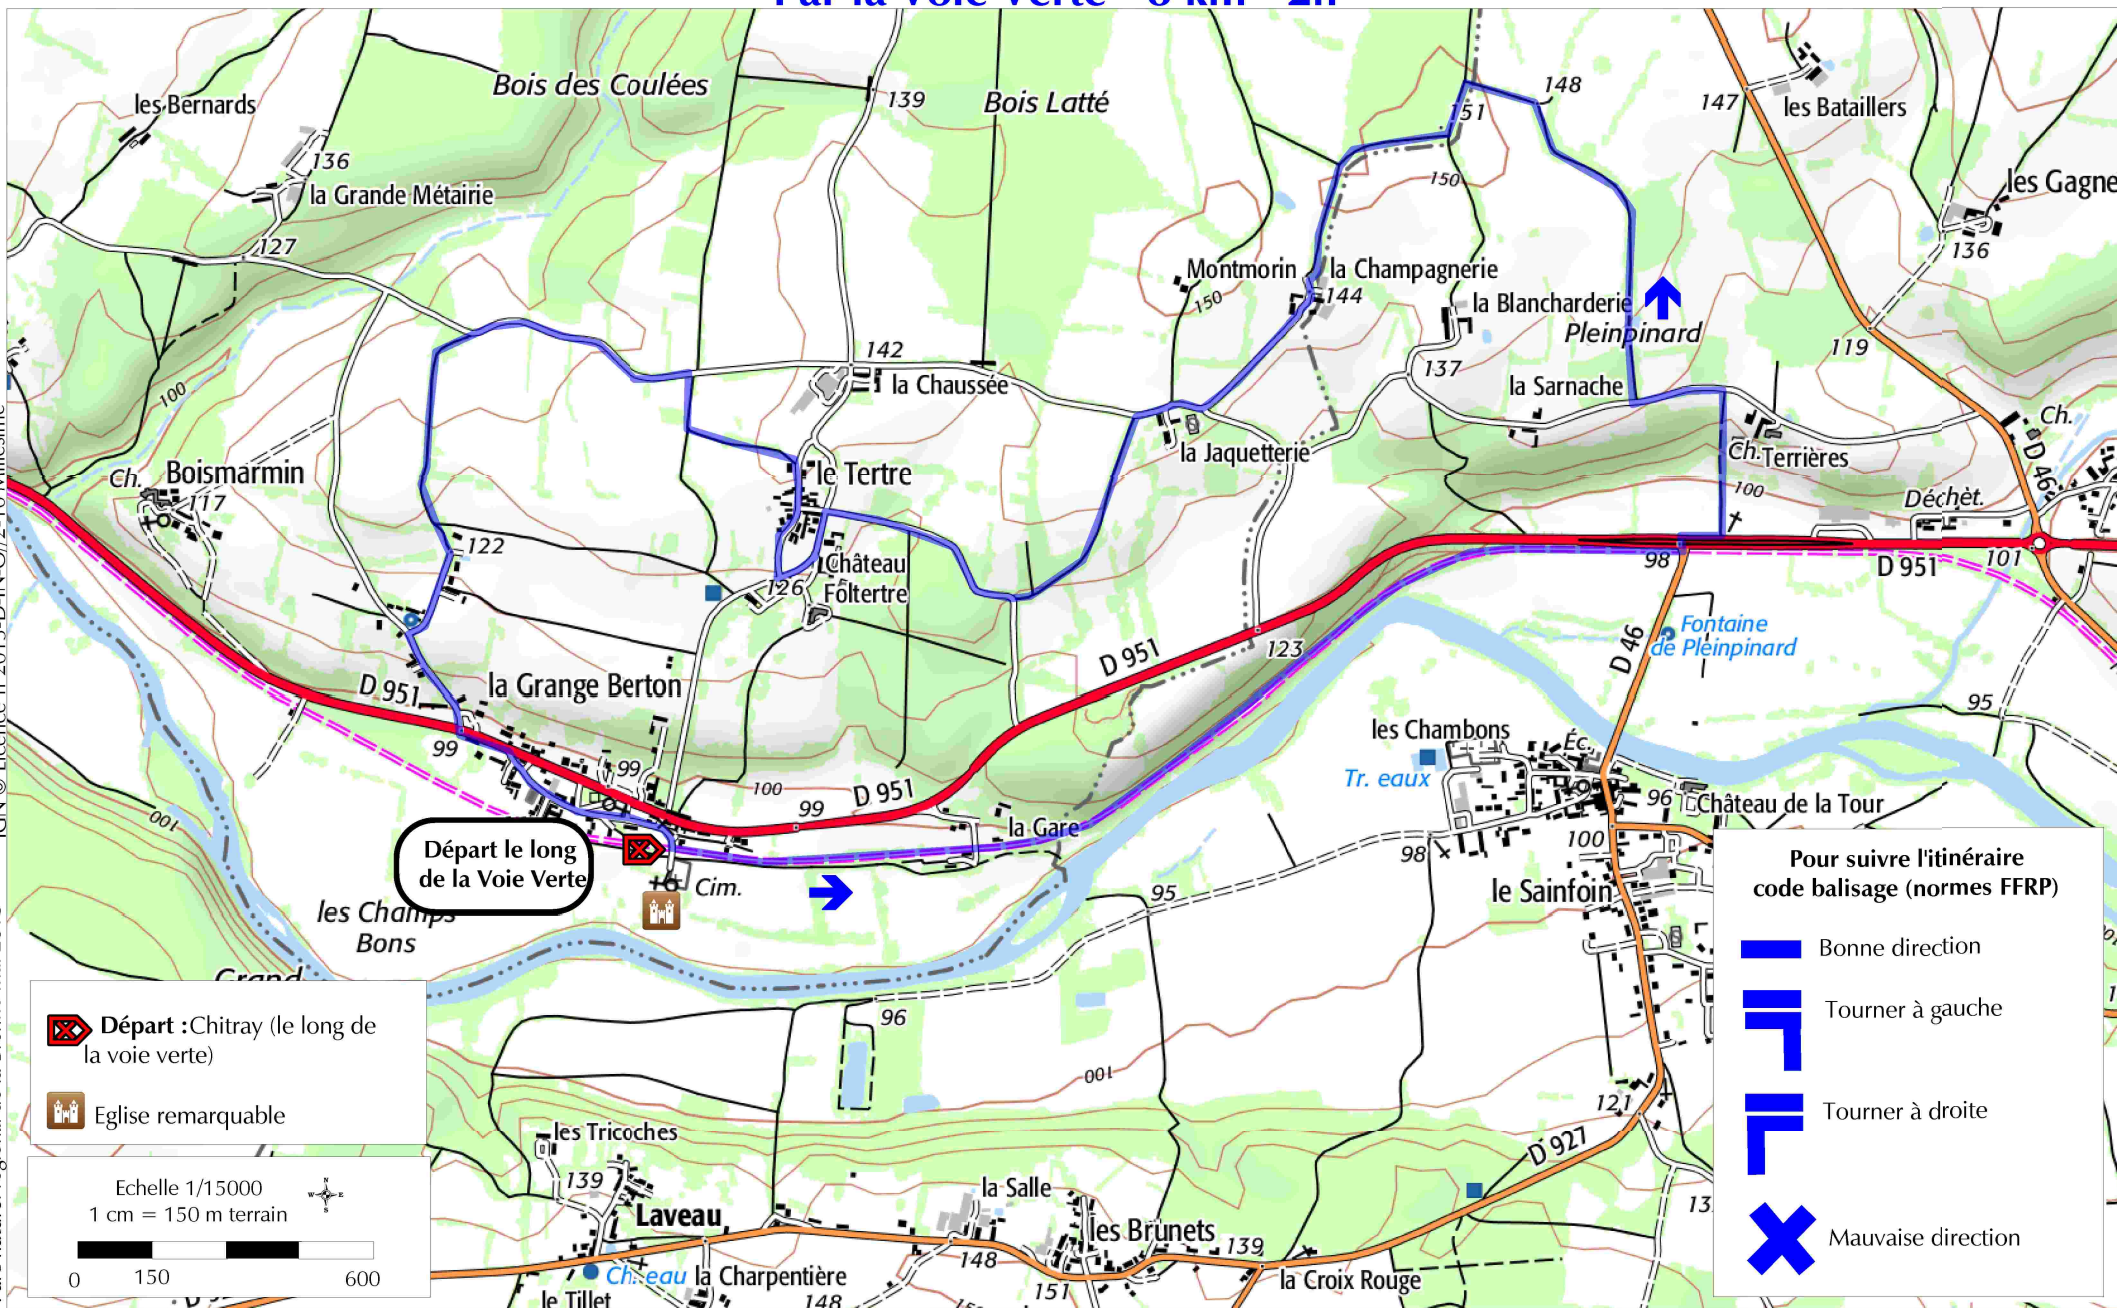 les Bernards
Bois des Coulées
139
Bois Latté
148
151
147
les Bataillers
136
la Grande Métairie
150
les Gagne
127
136
Montmorin
la Champagnerie
144
150
la Blancharderie
Pleinpinard
119
142
la Chaussée
137
la Sarnache
100
Ch.
Boismarmin
117
le Tertre
la Jaquetterie
Ch. Terrières
Ch.
D 46
100
Déchèt.
122
Château
Foltertre
126
98
D 951
101
D 951
123
D 46
Fontaine
de Pleinpinard
D 951
la Grange Berton
99
99
100
99
D 951
la Gare
les Chambons
Éc.
Tr. eaux
95
96
Château de la Tour
100
98
100
Départ le long
de la Voie Verte
Cim.
les Champs
Bons
95
le Sainfoin
Grand
96
100
121
D 927
Départ : Chitray (le long de
la voie verte)
Eglise remarquable
Echelle 1/15000
1 cm = 150 m terrain
N
W E
S
0 150 600
les Tricoches
139
Laveau
la Salle
les Brunets
148
139
151
la Croix Rouge
Ch. eau
la Charpentière
le Tillet
148
Pour suivre l'itinéraire
code balisage (normes FFRP)
Bonne direction
Tourner à gauche
Tourner à droite
Mauvaise direction